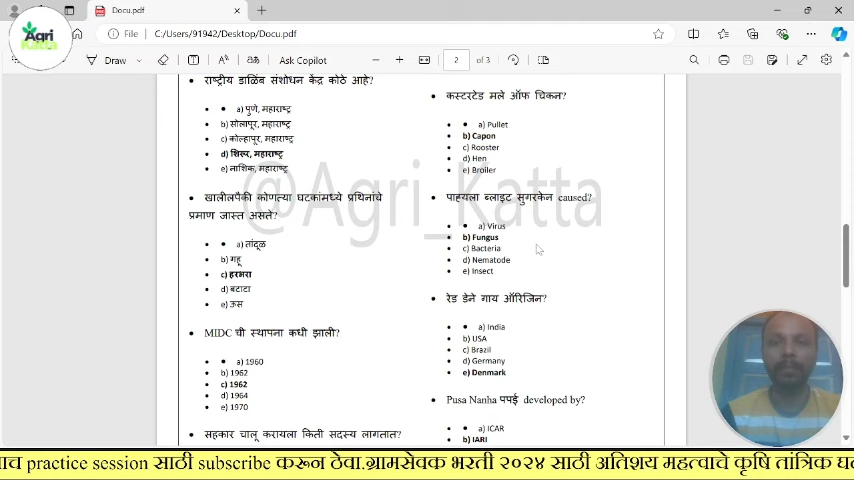 Docu.pdf
Agri
Katta
File
C:/Users/91942/Desktop/Docu.pdf
Draw
Ask Copilot
2 of 3
राष्ट्रीय डाळिंब संशोधन केंद्र कोठे आहे?
a) पुणे, महाराष्ट्र
b) सोलापूर, महाराष्ट्र
c) कोल्हापूर, महाराष्ट्र
d) शिरूर, महाराष्ट्र
e) नाशिक, महाराष्ट्र
खालीलपैकी कोणत्या घटकांमध्ये प्रथिनांचे
प्रमाण जास्त असते?
a) तांदूळ
b) गहू
c) हरभरा
d) बटाटा
e) ऊस
MIDC ची स्थापना कधी झाली?
a) 1960
b) 1962
c) 1962
d) 1964
e) 1970
सहकार चालू करायला किती सदस्य लागतात?
कस्टरटेड मले ऑफ चिकन?
a) Pullet
b) Capon
c) Rooster
d) Hen
e) Broiler
पाहयला ब्लाइट सुगरकेन caused?
a) Virus
b) Fungus
c) Bacteria
d) Nematode
e) Insect
रेड डेने गाय ऑरिजिन?
a) India
b) USA
c) Brazil
d) Germany
e) Denmark
Pusa Nanha पपई developed by?
a) ICAR
b) IARI
@Agri_Katta
ाच practice session साठी subscribe करून ठेवा.ग्रामसेवक भरती २०२४ साठी अतिशय महत्वाचे कृषि तांत्रिक घ